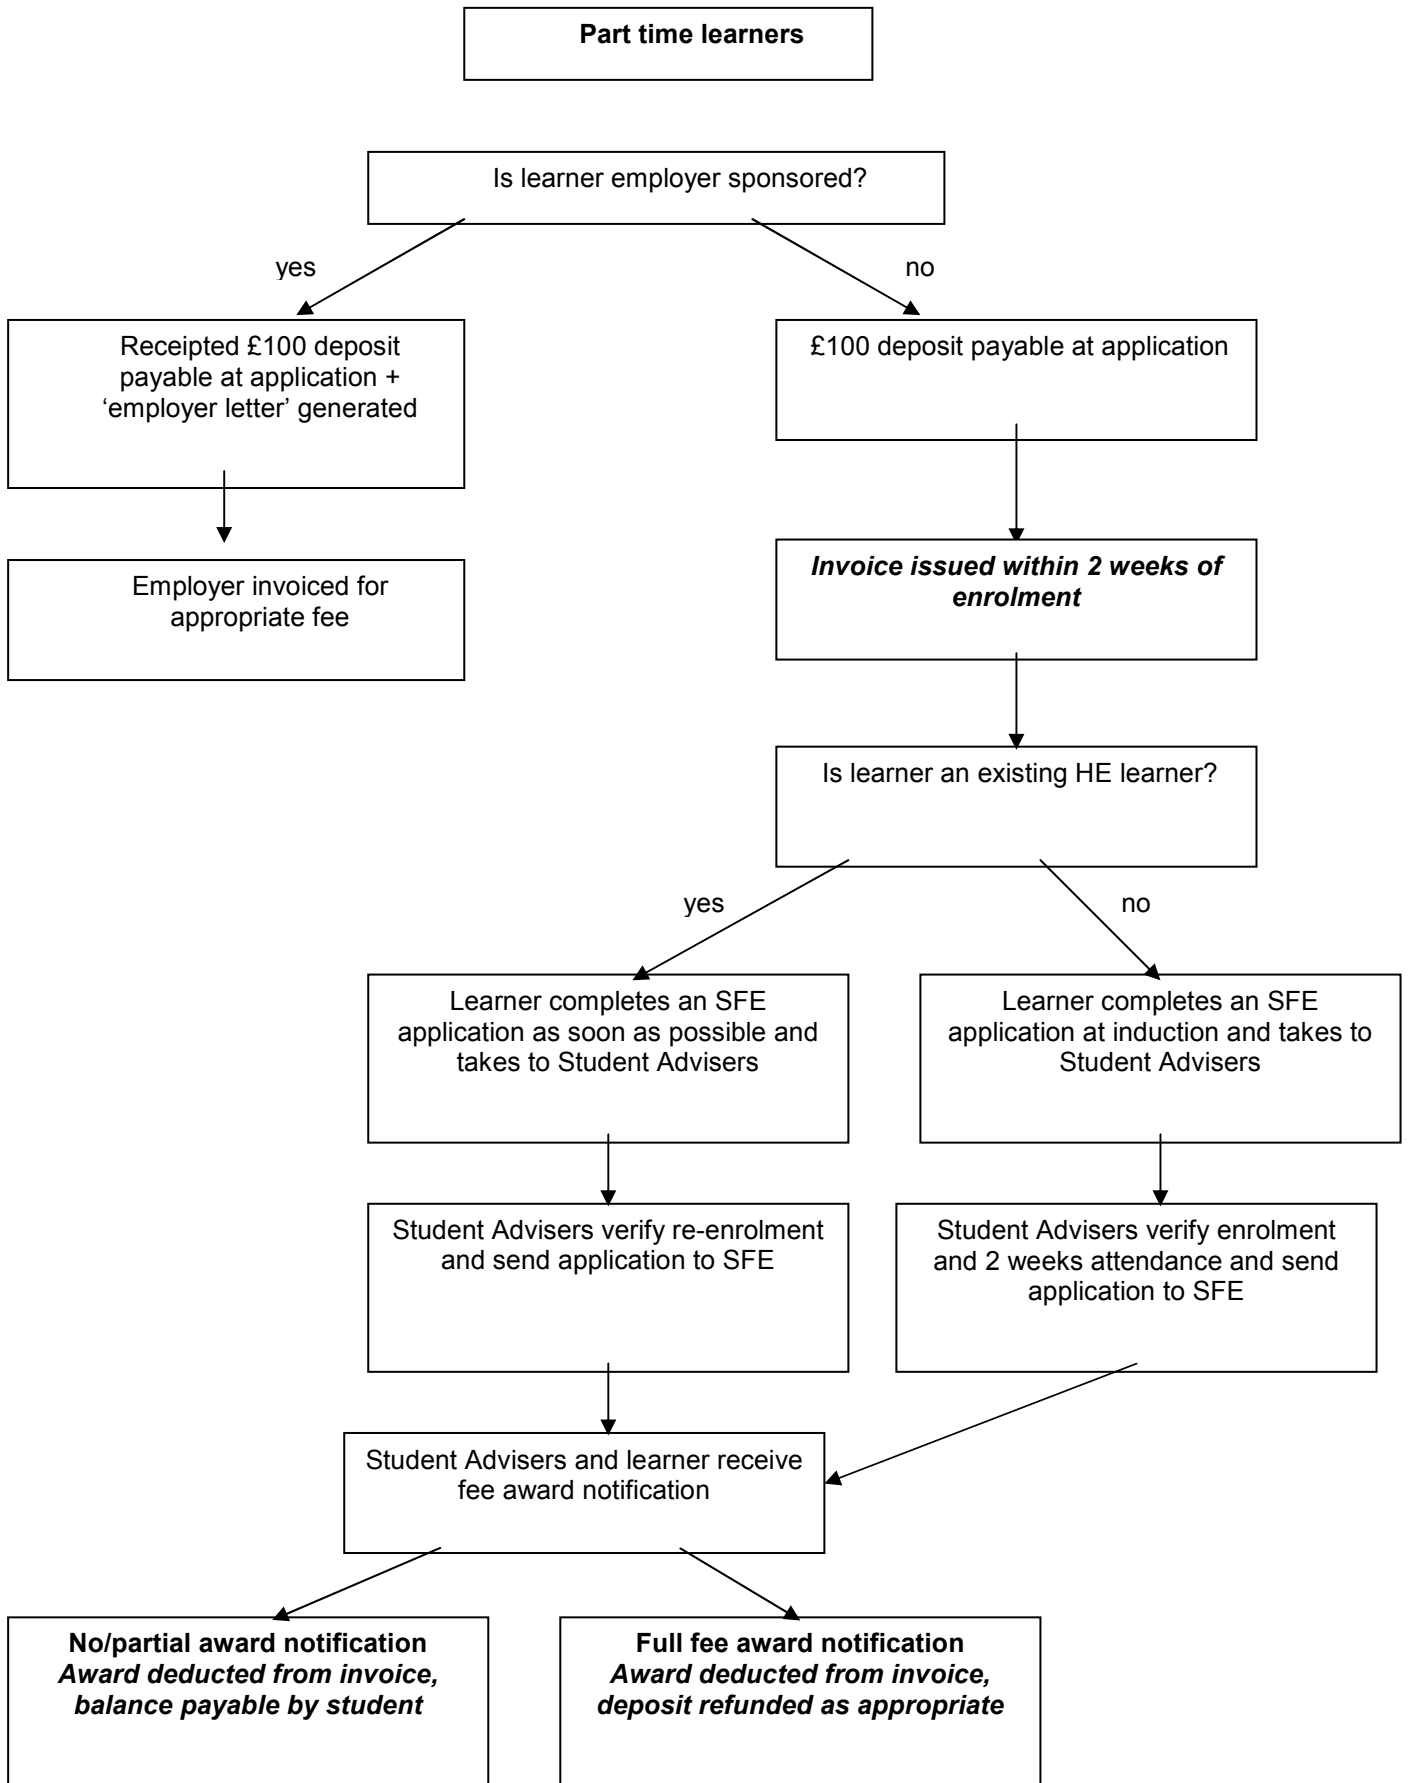 Part time learners
Is learner employer sponsored?
yes
no
Receipted £100 deposit
payable at application +
‘employer letter’ generated
£100 deposit payable at application
Employer invoiced for
appropriate fee
Invoice issued within 2 weeks of
enrolment
Is learner an existing HE learner?
yes
no
Learner completes an SFE
application as soon as possible and
takes to Student Advisers
Learner completes an SFE
application at induction and takes to
Student Advisers
Student Advisers verify re-enrolment
and send application to SFE
Student Advisers verify enrolment
and 2 weeks attendance and send
application to SFE
Student Advisers and learner receive
fee award notification
No/partial award notification
Award deducted from invoice,
balance payable by student
Full fee award notification
Award deducted from invoice,
deposit refunded as appropriate